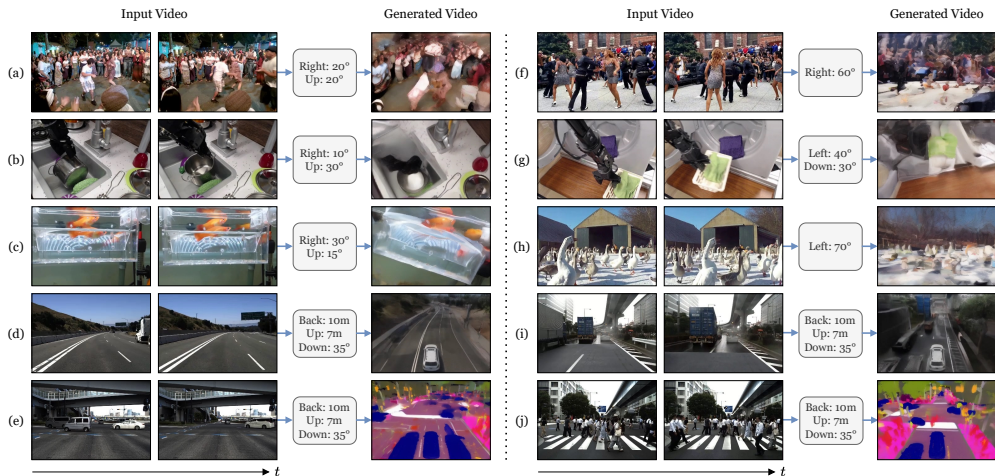 Input Video
Generated Video
Input Video
Generated Video
(a)
Right: 20°
Up: 20°
(f)
Right: 60°
(b)
Right: 10°
Up: 30°
(g)
Left: 40°
Down: 30°
(c)
Right: 30°
Up: 15°
(h)
Left: 70°
(d)
Back: 10m
Up: 7m
Down: 35°
(i)
Back: 10m
Up: 7m
Down: 35°
(e)
Back: 10m
Up: 7m
Down: 35°
(j)
Back: 10m
Up: 7m
Down: 35°
t
t